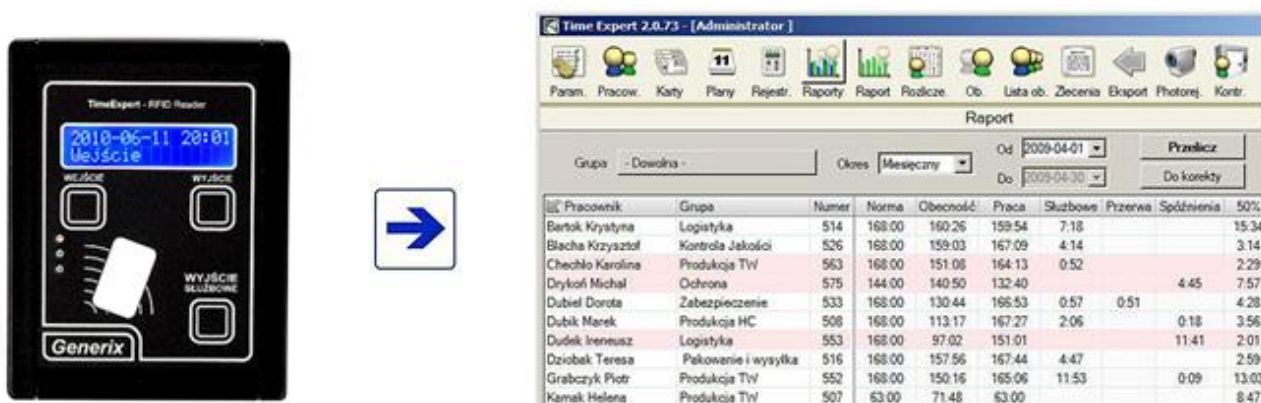 TimeExpert - RFID Reader
2010-06-11 20:01
Wejście
WEJŚCIE WYJŚCIE
WYJŚCIE
SŁUŻBOWE
Generix
Time Expert 2.0.73 - [Administrator ]
Param. Pracow. Karty Plany Rejestr. Raporty Raport Rozlicze. Ob. Lista ob. Zlecenia Eksport Photorej. Kontr.
Raport
Grupa - Dowolna - Okres Miesięczny Od 2009-04-01 Przelicz
Do 2009-04-30 Do korekty
Pracownik Grupa Numer Norma Obecność Praca Służbowe Przerwa Spóźnienia 50%
Bartok Krystyna Logistyka 514 168:00 160:26 159:54 7:18 15:34
Blacha Krzysztof Kontrola Jakości 526 168:00 159:03 167:09 4:14 3:14
Chechło Karolina Produkcja TW 563 168:00 151:08 164:13 0:52 2:29
Drykoń Michał Ochrona 575 144:00 140:50 132:40 4:45 7:57
Dubiel Dorota Zabezpieczenie 533 168:00 130:44 166:53 0:57 0:51 4:28
Dubik Marek Produkcja HC 508 168:00 113:17 167:27 2:06 0:18 3:56
Dudek Ireneusz Logistyka 553 168:00 97:02 151:01 11:41 2:01
Dziobak Teresa Pakowanie i wysyłka 516 168:00 157:56 167:44 4:47 2:59
Grabczyk Piotr Produkcja TW 552 168:00 150:16 165:06 11:53 0:09 13:03
Kamak Helena Produkcja TW 507 63:00 71:48 63:00 8:47